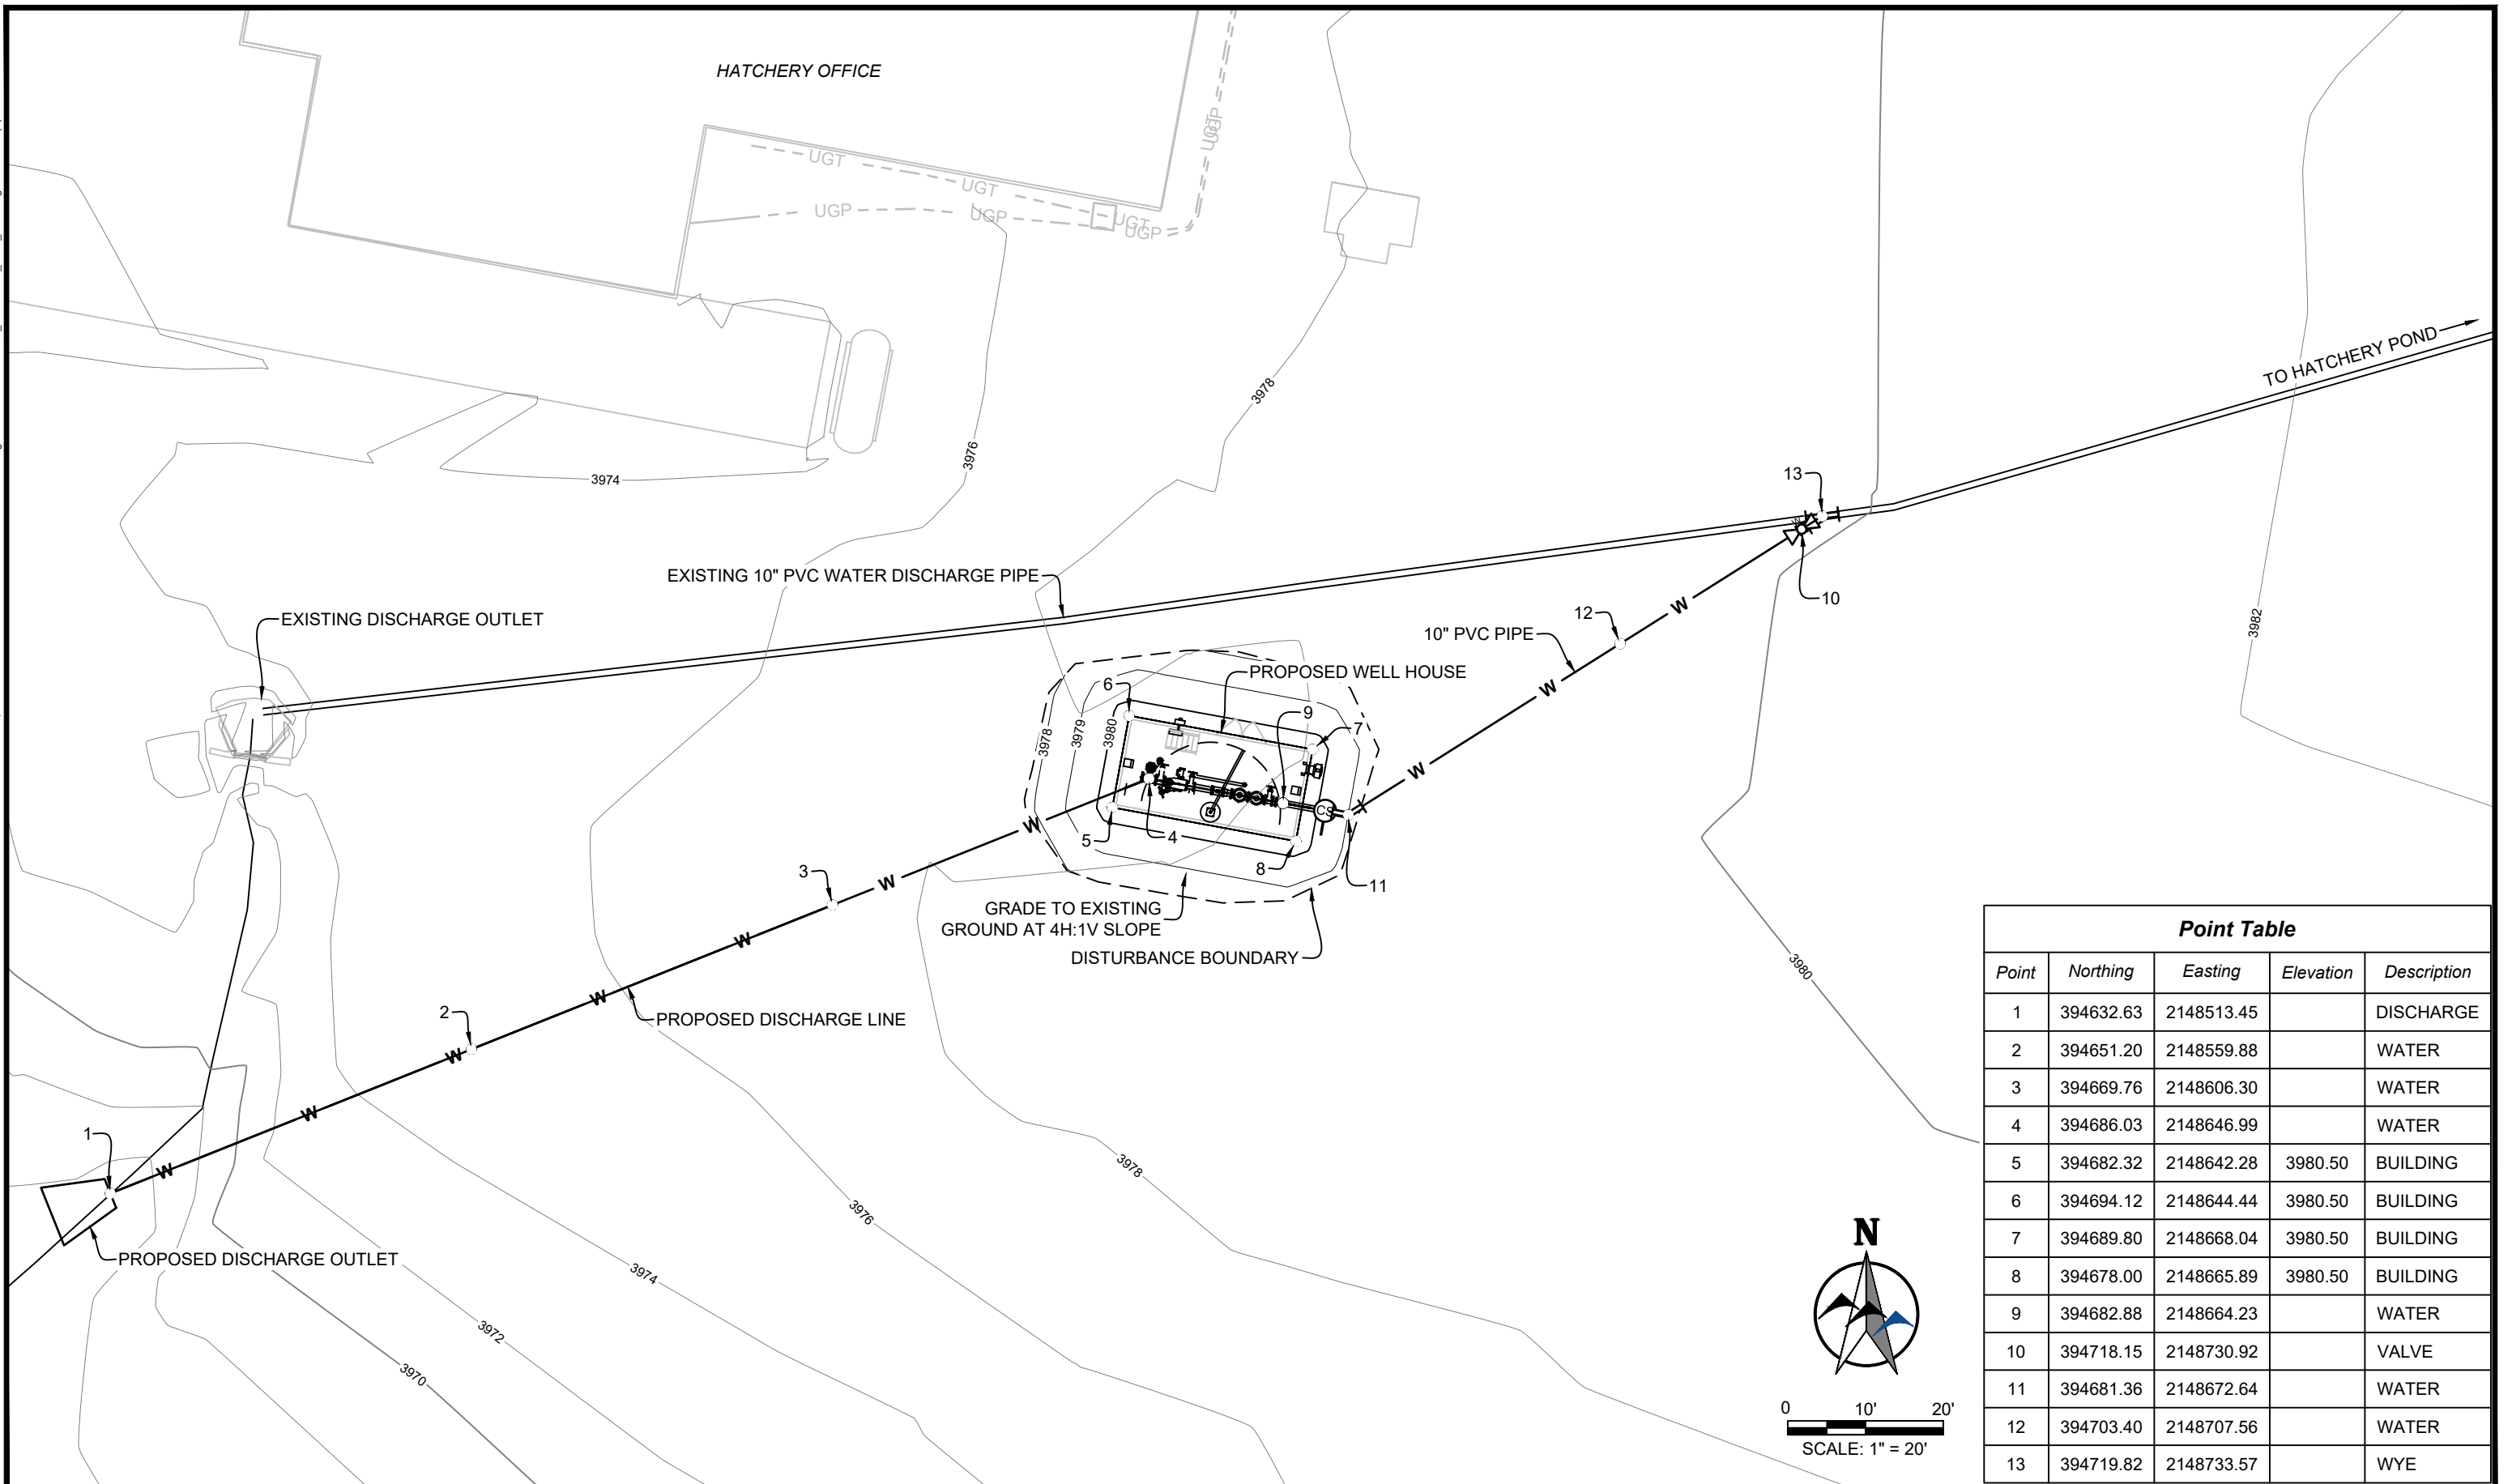 HATCHERY OFFICE
UGT
UGT
UGT
UGT
UGP
UGP
UGP
UGP
3978
3976
3974
TO HATCHERY POND
13
10
12
10" PVC PIPE
EXISTING 10" PVC WATER DISCHARGE PIPE
EXISTING DISCHARGE OUTLET
3982
PROPOSED WELL HOUSE
6
9
7
3978
3979
3980
CS
5
4
8
11
3
GRADE TO EXISTING
GROUND AT 4H:1V SLOPE
DISTURBANCE BOUNDARY
3980
2
PROPOSED DISCHARGE LINE
1
PROPOSED DISCHARGE OUTLET
W
W
W
W
W
W
W
W
W
W
W
W
3978
3976
3974
3972
3970
N
0 10' 20'
SCALE: 1" = 20'
Point Table
Point Northing Easting Elevation Description
1 394632.63 2148513.45 DISCHARGE
2 394651.20 2148559.88 WATER
3 394669.76 2148606.30 WATER
4 394686.03 2148646.99 WATER
5 394682.32 2148642.28 3980.50 BUILDING
6 394694.12 2148644.44 3980.50 BUILDING
7 394689.80 2148668.04 3980.50 BUILDING
8 394678.00 2148665.89 3980.50 BUILDING
9 394682.88 2148664.23 WATER
10 394718.15 2148730.92 VALVE
11 394681.36 2148672.64 WATER
12 394703.40 2148707.56 WATER
13 394719.82 2148733.57 WYE